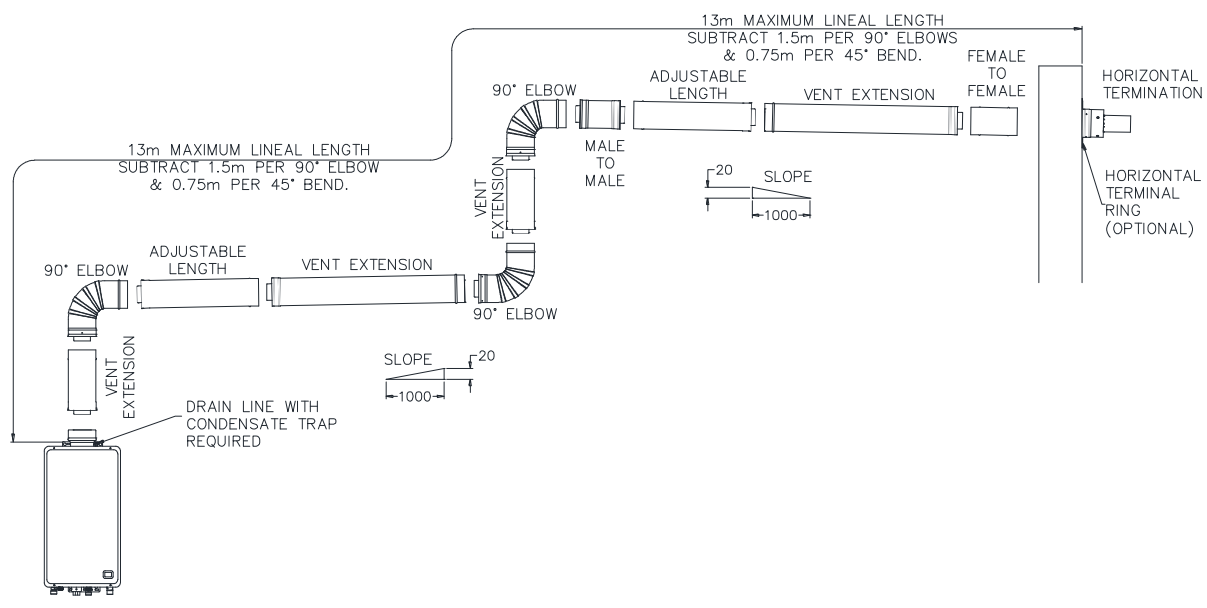 13m MAXIMUM LINEAL LENGTH
SUBTRACT 1.5m PER 90° ELBOWS
& 0.75m PER 45° BEND.
FEMALE
TO
FEMALE
HORIZONTAL
TERMINATION
90° ELBOW
ADJUSTABLE
LENGTH
VENT EXTENSION
MALE
TO
MALE
13m MAXIMUM LINEAL LENGTH
SUBTRACT 1.5m PER 90° ELBOW
& 0.75m PER 45° BEND.
VENT
EXTENSION
20
SLOPE
1000
HORIZONTAL
TERMINAL
RING
(OPTIONAL)
90° ELBOW
ADJUSTABLE
LENGTH
VENT EXTENSION
90° ELBOW
VENT
EXTENSION
SLOPE
20
1000
DRAIN LINE WITH
CONDENSATE TRAP
REQUIRED